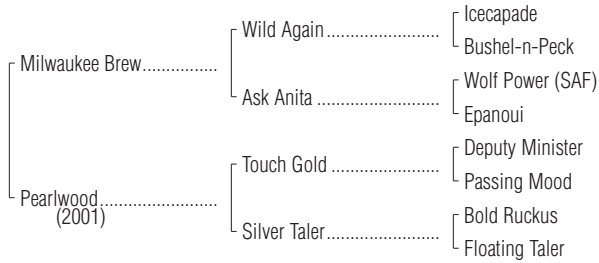 Icecapade
Wild Again
Bushel-n-Peck
Milwaukee Brew
Wolf Power (SAF)
Ask Anita
Epanoui
Deputy Minister
Touch Gold
Passing Mood
Pearlwood
(2001)
Bold Ruckus
Silver Taler
Floating Taler